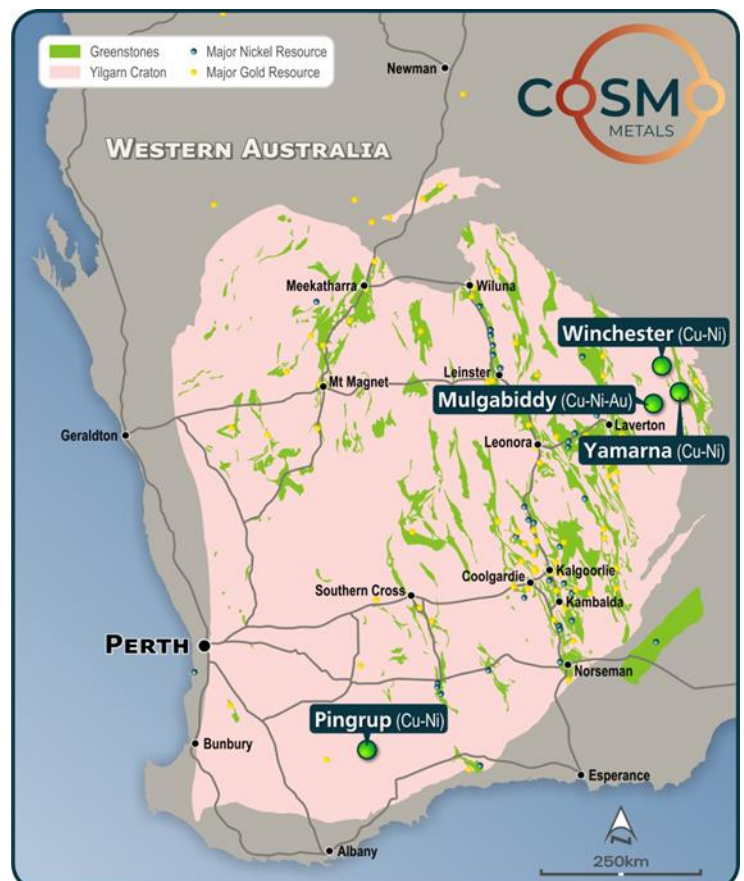 Greenstones
Major Nickel Resource
Yilgarn Craton
Major Gold Resource
Newman
COSMO
METALS
WESTERN AUSTRALIA
Meekatharra
Wiluna
Winchester (Cu-Ni)
Leinster
Mt Magnet
Mulgabiddy (Cu-Ni-Au)
Laverton
Geraldton
Leonora
Yamarna (Cu-Ni)
Kalgoorlie
Coolgardie
Southern Cross
Kambalda
PERTH
Norseman
Pingrup (Cu-Ni)
Bunbury
Esperance
N
250km
Albany